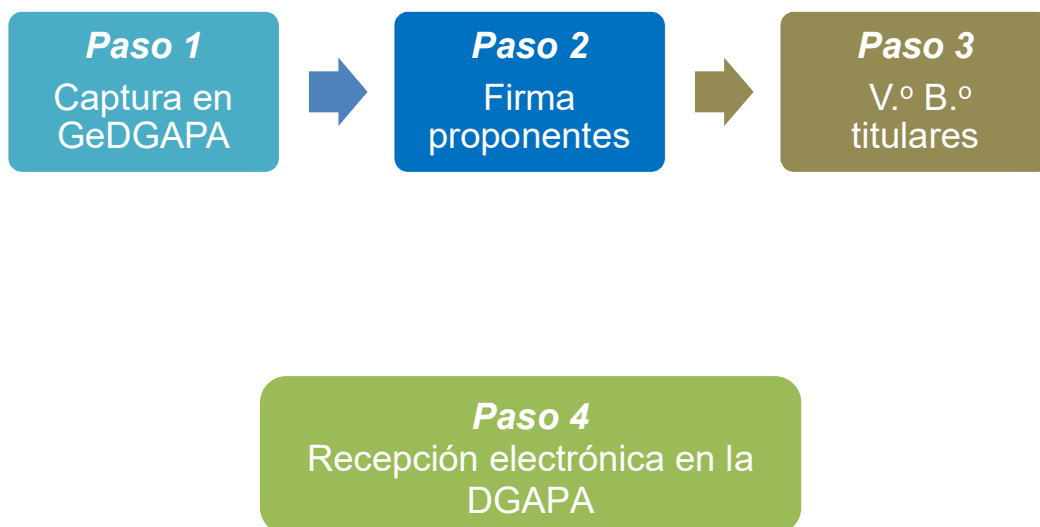 Paso 1
Captura en
GeDGAPA
Paso 2
Firma
proponentes
Paso 3
V.º B.º
titulares
Paso 4
Recepción electrónica en la
DGAPA